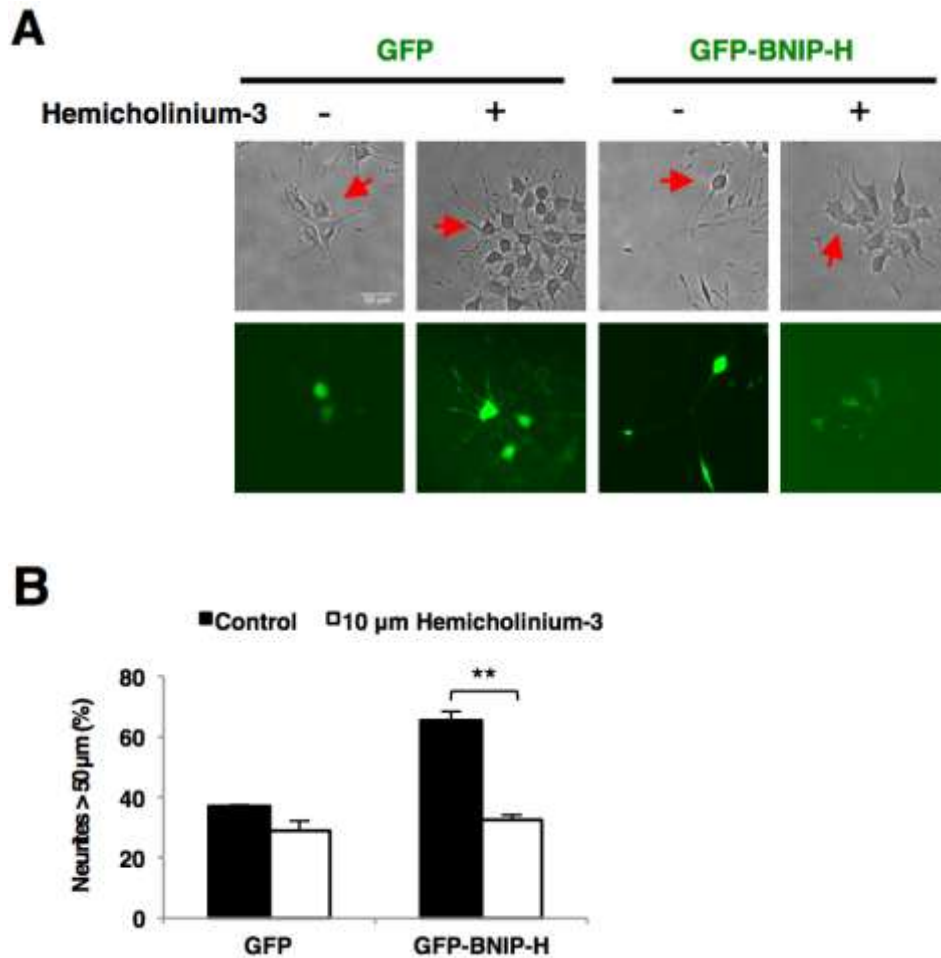 A
GFP GFP-BNIP-H
Hemicholinium-3 - + - +
B
Control 10 µm Hemicholinium-3
**
Neurites > 50 µm (%)
80
60
40
20
0
GFP GFP-BNIP-H